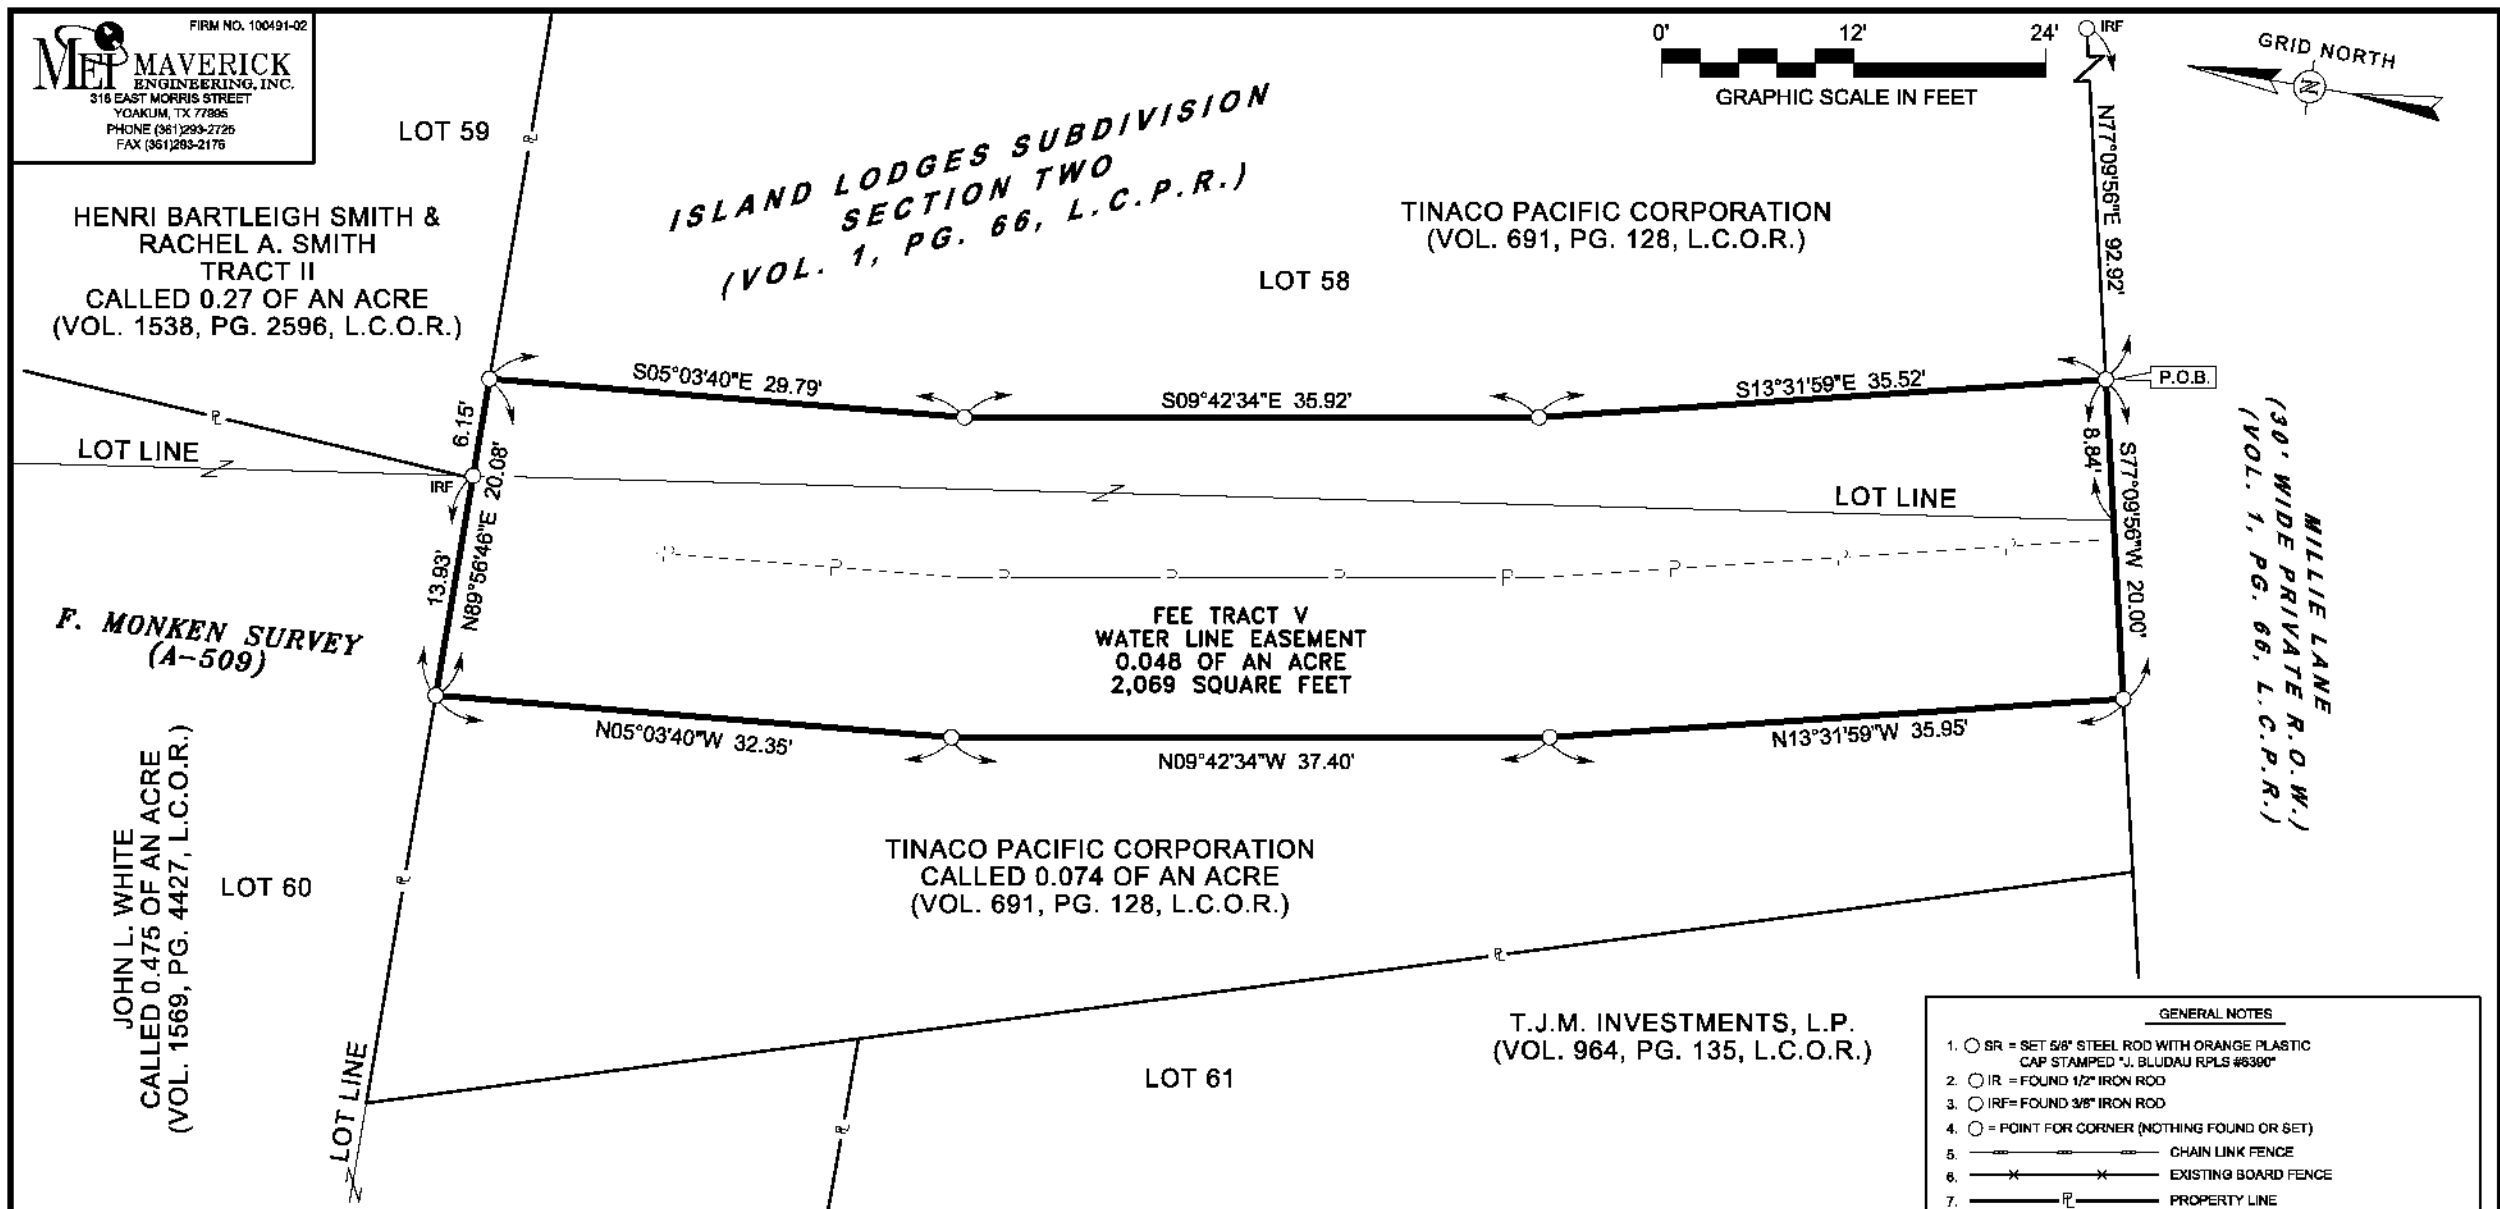 FIRM NO. 100491-02
MEI MAVERICK
ENGINEERING, INC.
316 EAST MORRIS STREET
YOAKUM, TX 77995
PHONE (361)293-2725
FAX (361)293-2176
0' 12' 24'
GRAPHIC SCALE IN FEET
IRF
GRID NORTH
N
N77°09'56"E 92.92'
LOT 59
ISLAND LODGES SUBDIVISION
SECTION TWO
(VOL. 1, PG. 66, L.C.P.R.)
HENRI BARTLEIGH SMITH &
RACHEL A. SMITH
TRACT II
CALLED 0.27 OF AN ACRE
(VOL. 1538, PG. 2596, L.C.O.R.)
TINACO PACIFIC CORPORATION
(VOL. 691, PG. 128, L.C.O.R.)
LOT 58
S05°03'40"E 29.79'
S09°42'34"E 35.92'
S13°31'59"E 35.52'
P.O.B.
6.15'
20.08'
N89°56'46"E
13.93'
IRF
LOT LINE
LOT LINE
8.84'
S77°09'56"W 20.00'
MILLIE LANE
(30' WIDE PRIVATE R.O.W.)
(VOL. 1, PG. 66, L.C.P.R.)
P P P P P P P P P
FEE TRACT V
WATER LINE EASEMENT
0.048 OF AN ACRE
2,069 SQUARE FEET
F. MONKEN SURVEY
(A-509)
N05°03'40"W 32.35'
N09°42'34"W 37.40'
N13°31'59"W 35.95'
JOHN L. WHITE
CALLED 0.475 OF AN ACRE
(VOL. 1569, PG. 4427, L.C.O.R.)
LOT 60
TINACO PACIFIC CORPORATION
CALLED 0.074 OF AN ACRE
(VOL. 691, PG. 128, L.C.O.R.)
LOT LINE
LOT 61
T.J.M. INVESTMENTS, L.P.
(VOL. 964, PG. 135, L.C.O.R.)
GENERAL NOTES
1. SR = SET 5/8" STEEL ROD WITH ORANGE PLASTIC
CAP STAMPED "J. BLUDAU RPLS #6390"
2. IR = FOUND 1/2" IRON ROD
3. IRF= FOUND 3/8" IRON ROD
4. = POINT FOR CORNER (NOTHING FOUND OR SET)
5. CHAIN LINK FENCE
6. EXISTING BOARD FENCE
7. PROPERTY LINE